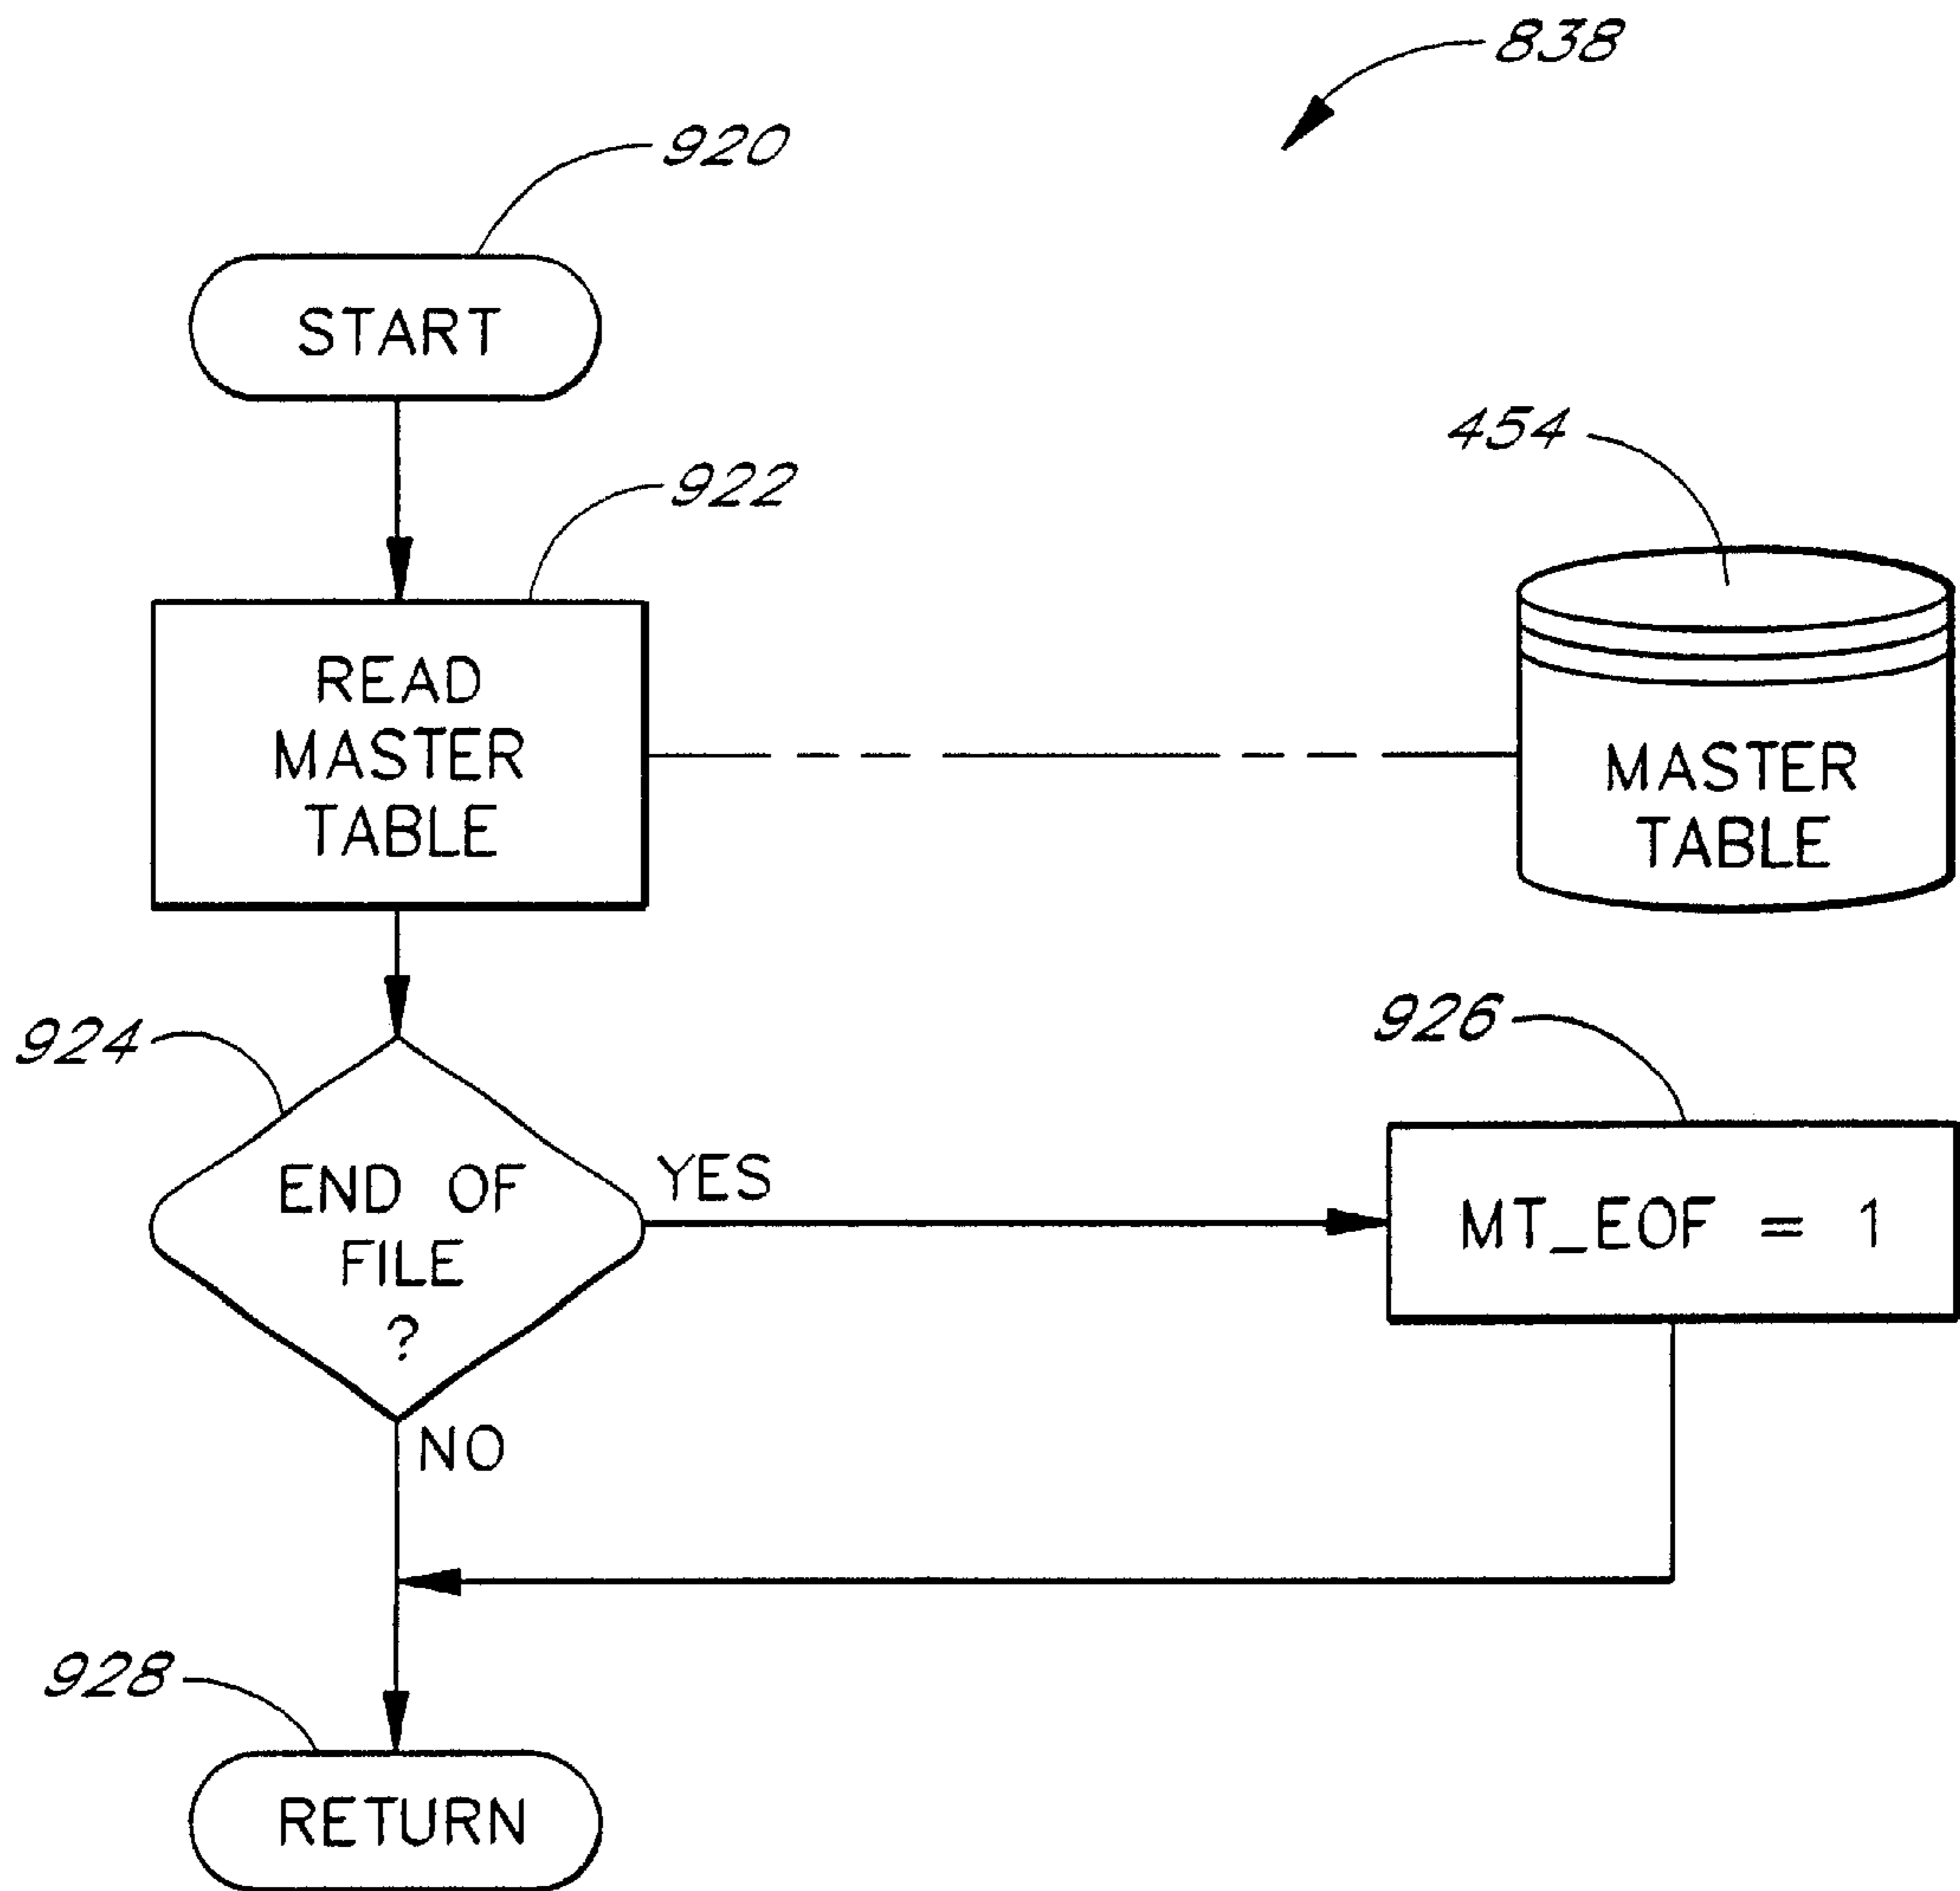 838
920
START
454
922
READ
MASTER
TABLE
MASTER
TABLE
924
926
END OF
FILE
?
YES
MT_EOF = 1
NO
928
RETURN